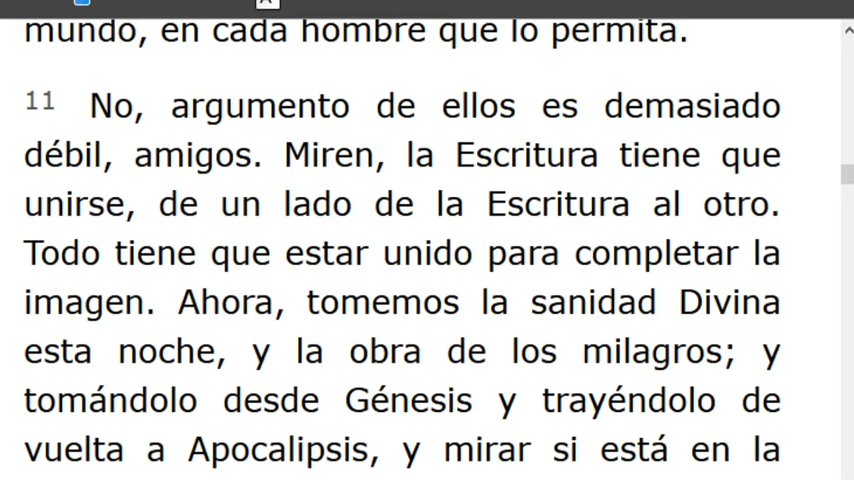 mundo, en cada hombre que lo permita.
11 No, argumento de ellos es demasiado
débil, amigos. Miren, la Escritura tiene que
unirse, de un lado de la Escritura al otro.
Todo tiene que estar unido para completar la
imagen. Ahora, tomemos la sanidad Divina
esta noche, y la obra de los milagros; y
tomándolo desde Génesis y trayéndolo de
vuelta a Apocalipsis, y mirar si está en la